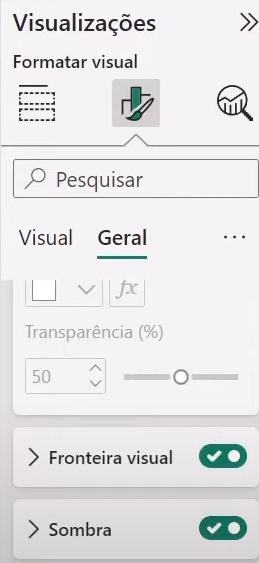 Visualizações
Formatar visual
Pesquisar
Visual Geral ...
fx
Transparência (%)
50
Fronteira visual
Sombra